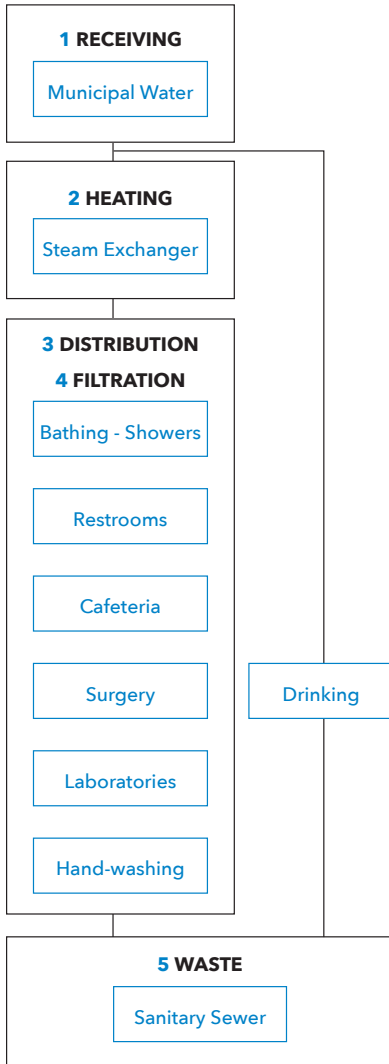 1 RECEIVING
Municipal Water
2 HEATING
Steam Exchanger
3 DISTRIBUTION
4 FILTRATION
Bathing - Showers
Restrooms
Cafeteria
Surgery
Drinking
Laboratories
Hand-washing
5 WASTE
Sanitary Sewer